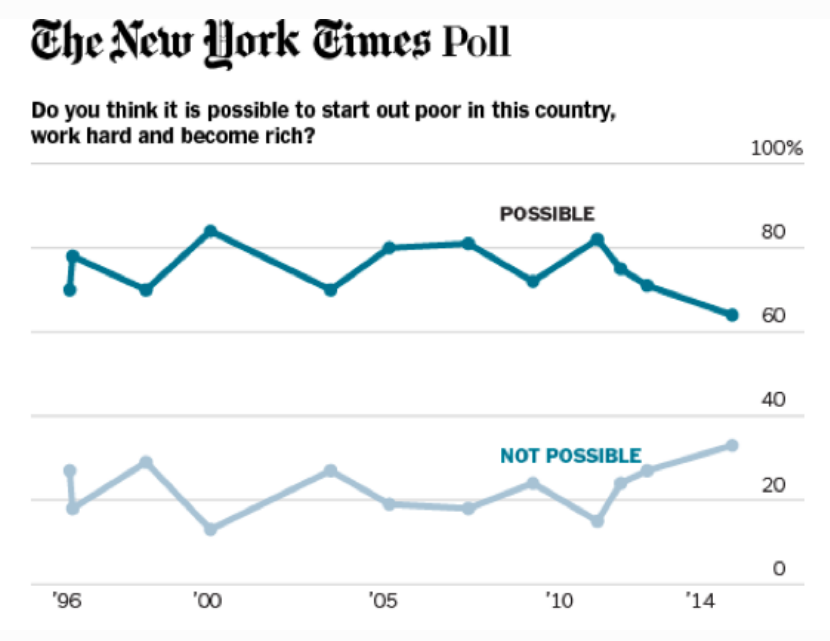 The New York Times Poll
Do you think it is possible to start out poor in this country,
work hard and become rich?
100%
POSSIBLE
80
60
40
NOT POSSIBLE
20
0
'96 '00 '05 '10 '14